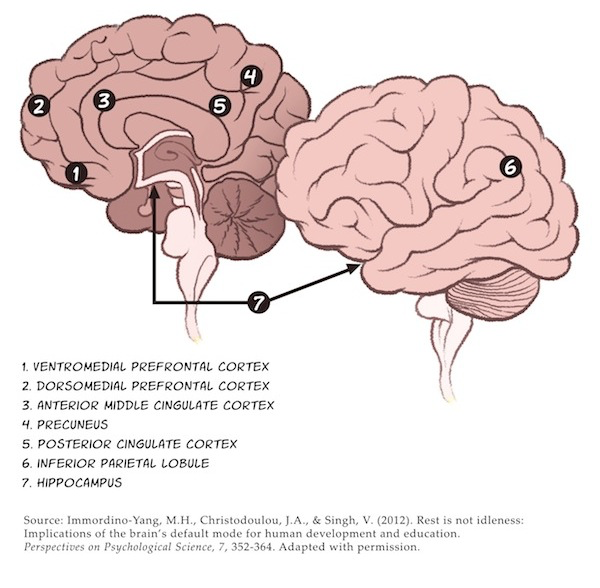 4
2
3
5
1
6
7
1. VENTROMEDIAL PREFRONTAL CORTEX
2. DORSOMEDIAL PREFRONTAL CORTEX
3. ANTERIOR MIDDLE CINGULATE CORTEX
4. PRECUNEUS
5. POSTERIOR CINGULATE CORTEX
6. INFERIOR PARIETAL LOBULE
7. HIPPOCAMPUS
Source: Immordino-Yang, M.H., Christodoulou, J.A., & Singh, V. (2012). Rest is not idleness:
Implications of the brain's default mode for human development and education.
Perspectives on Psychological Science, 7, 352-364. Adapted with permission.